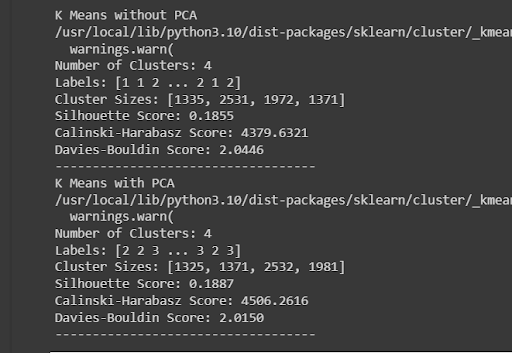 K Means without PCA
/usr/local/lib/python3.10/dist-packages/sklearn/cluster/_kmean
warnings.warn(
Number of Clusters: 4
Labels: [1 1 2 ... 2 1 2]
Cluster Sizes: [1335, 2531, 1972, 1371]
Silhouette Score: 0.1855
Calinski-Harabasz Score: 4379.6321
Davies-Bouldin Score: 2.0446
-----------------------------------
K Means with PCA
/usr/local/lib/python3.10/dist-packages/sklearn/cluster/_kmean
warnings.warn(
Number of Clusters: 4
Labels: [2 2 3 ... 3 2 3]
Cluster Sizes: [1325, 1371, 2532, 1981]
Silhouette Score: 0.1887
Calinski-Harabasz Score: 4506.2616
Davies-Bouldin Score: 2.0150
-----------------------------------